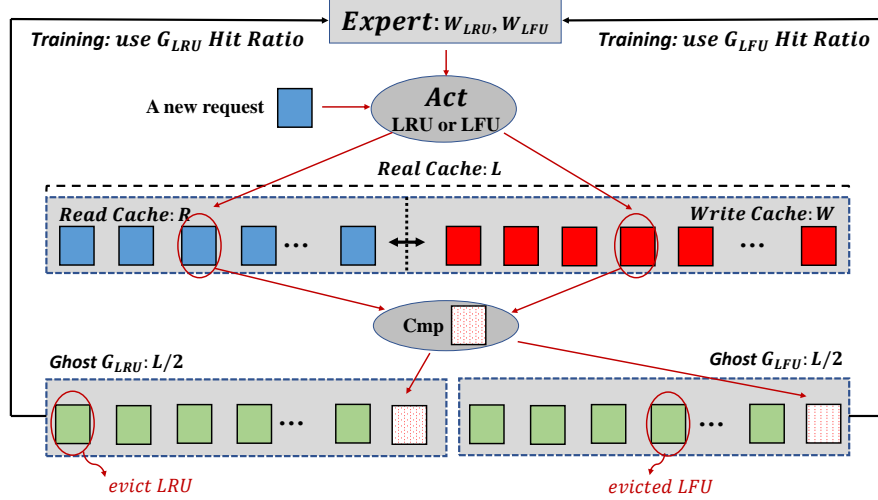 Expert: W_LRU, W_LFU
Training: use G_LRU Hit Ratio
Training: use G_LFU Hit Ratio
Act
A new request
LRU or LFU
Real Cache: L
Read Cache: R
Write Cache: W
...
...
Cmp
Ghost G_LRU: L/2
Ghost G_LFU: L/2
...
...
evict LRU
evicted LFU